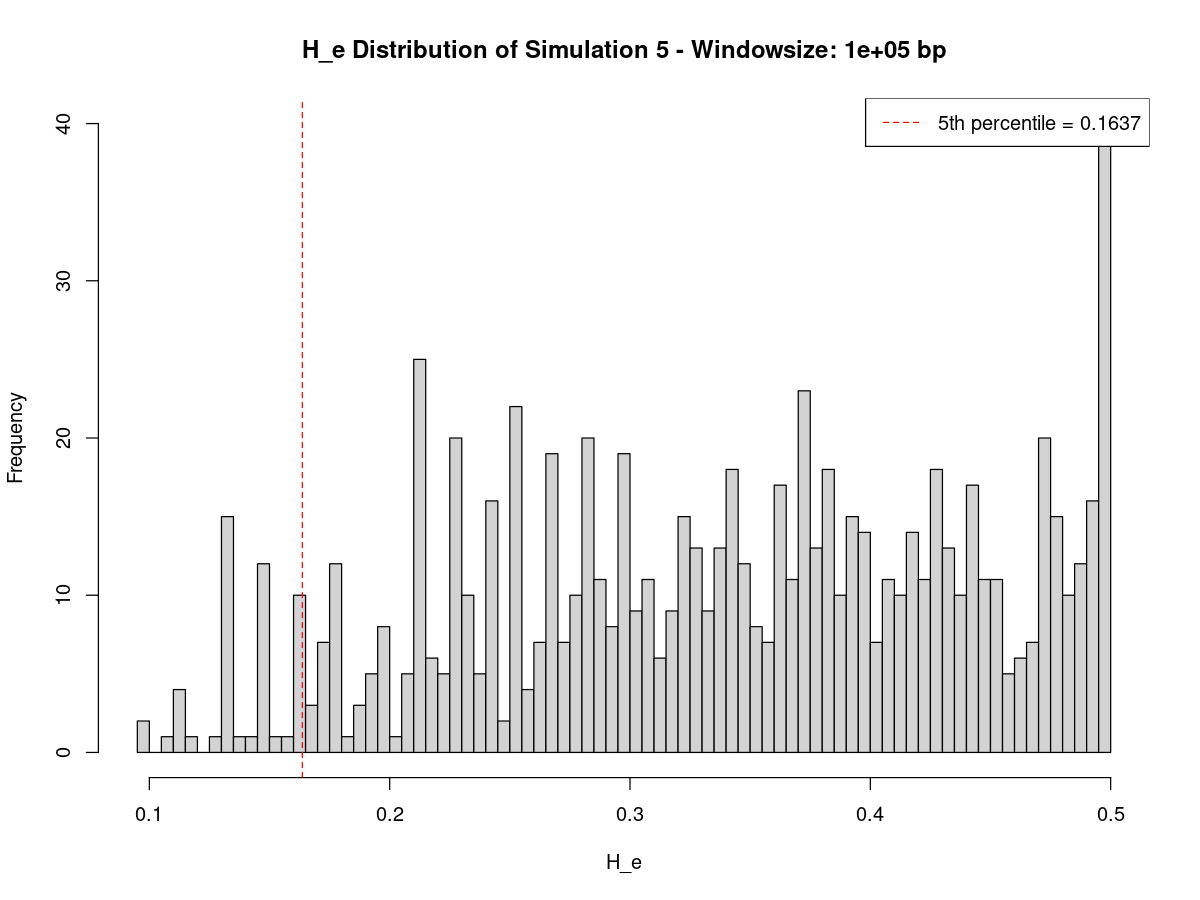 H_e Distribution of Simulation 5 - Windowsize: 1e+05 bp
5th percentile = 0.1637
Frequency
40
30
20
10
0
0.1 0.2 0.3 0.4 0.5
H_e